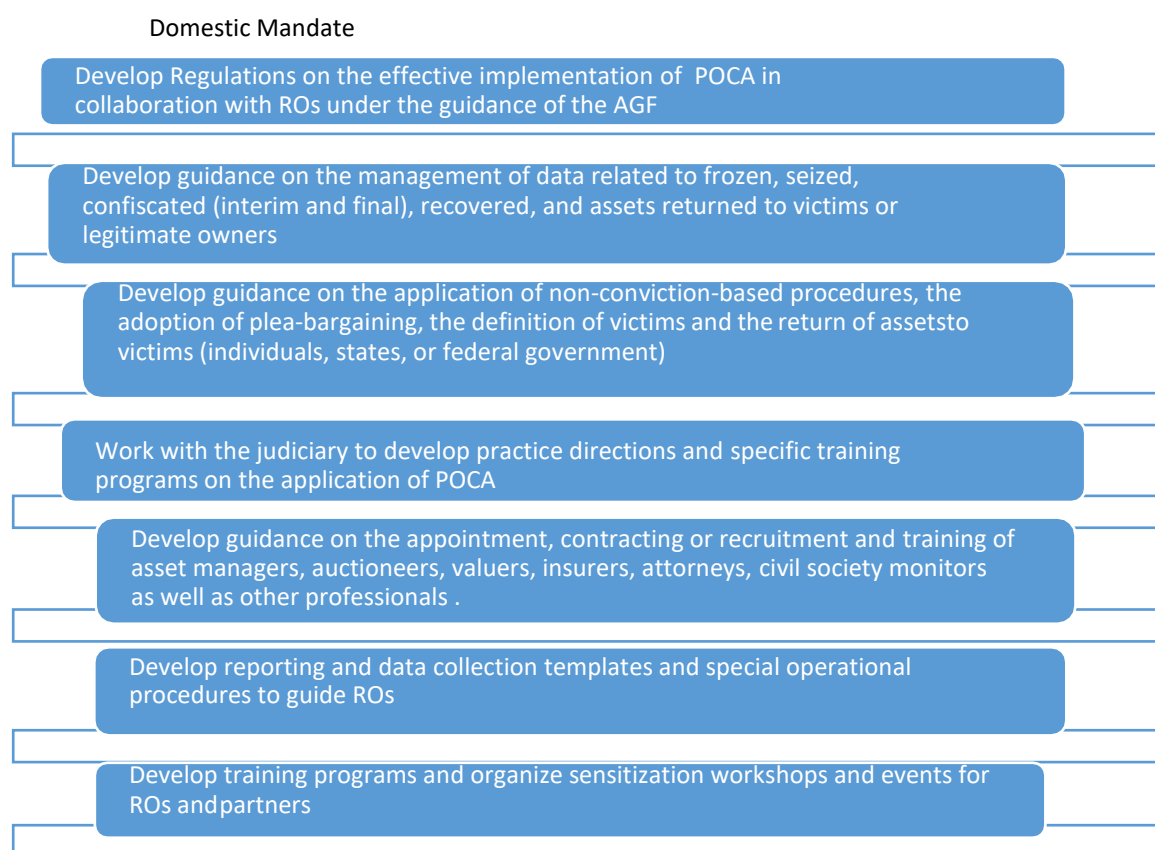 Domestic Mandate
Develop Regulations on the effective implementation of POCA in
collaboration with ROs under the guidance of the AGF
Develop guidance on the management of data related to frozen, seized,
confiscated (interim and final), recovered, and assets returned to victims or
legitimate owners
Develop guidance on the application of non-conviction-based procedures, the
adoption of plea-bargaining, the definition of victims and the return of assetsto
victims (individuals, states, or federal government)
Work with the judiciary to develop practice directions and specific training
programs on the application of POCA
Develop guidance on the appointment, contracting or recruitment and training of
asset managers, auctioneers, valuers, insurers, attorneys, civil society monitors
as well as other professionals .
Develop reporting and data collection templates and special operational
procedures to guide ROs
Develop training programs and organize sensitization workshops and events for
ROs andpartners